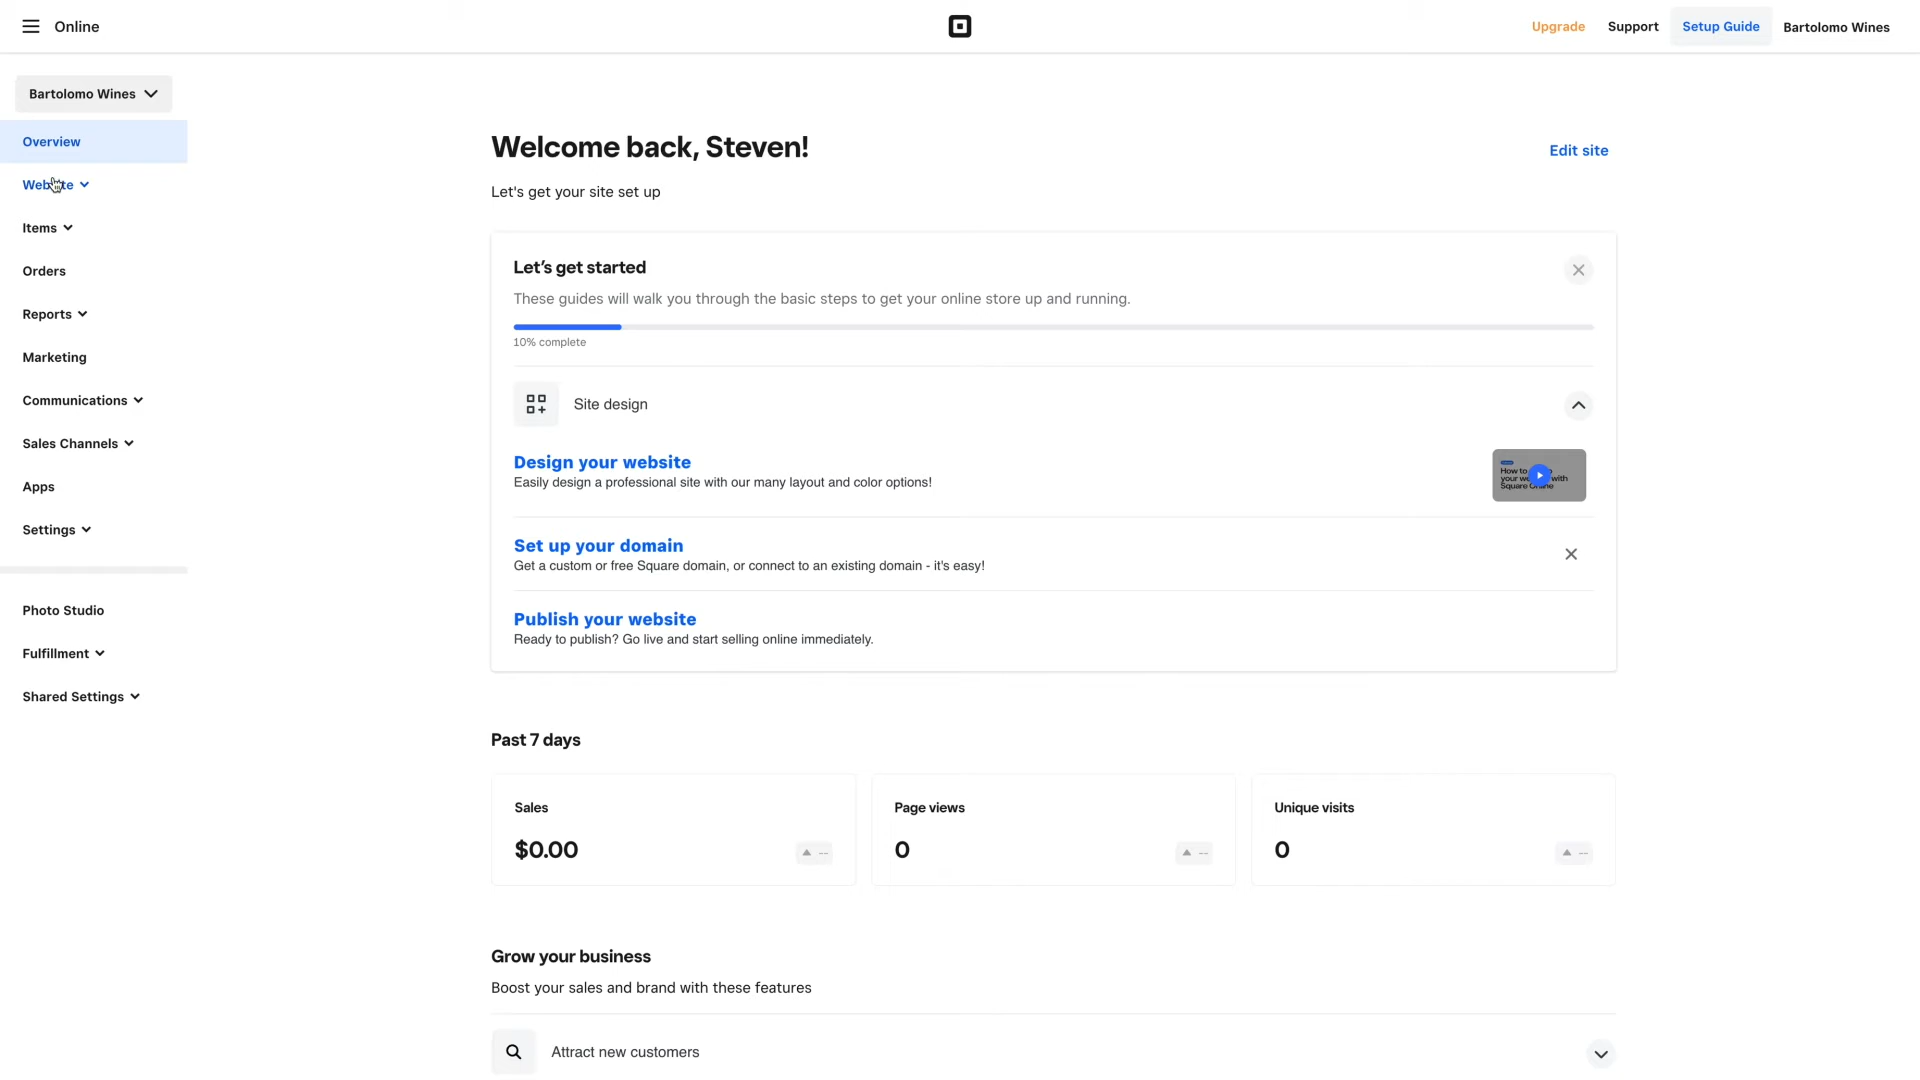 Online
Upgrade
Support
Setup Guide
Bartolomo Wines
Bartolomo Wines
Overview
Website
Items
Orders
Reports
Marketing
Communications
Sales Channels
Apps
Settings
Photo Studio
Fulfillment
Shared Settings
Welcome back, Steven!
Edit site
Let's get your site set up
Let’s get started
These guides will walk you through the basic steps to get your online store up and running.
10% complete
Site design
Design your website
Easily design a professional site with our many layout and color options!
How to
your with
Square Online
Set up your domain
Get a custom or free Square domain, or connect to an existing domain - it's easy!
Publish your website
Ready to publish? Go live and start selling online immediately.
Past 7 days
Sales
$0.00
--
Page views
0
--
Unique visits
0
--
Grow your business
Boost your sales and brand with these features
Attract new customers